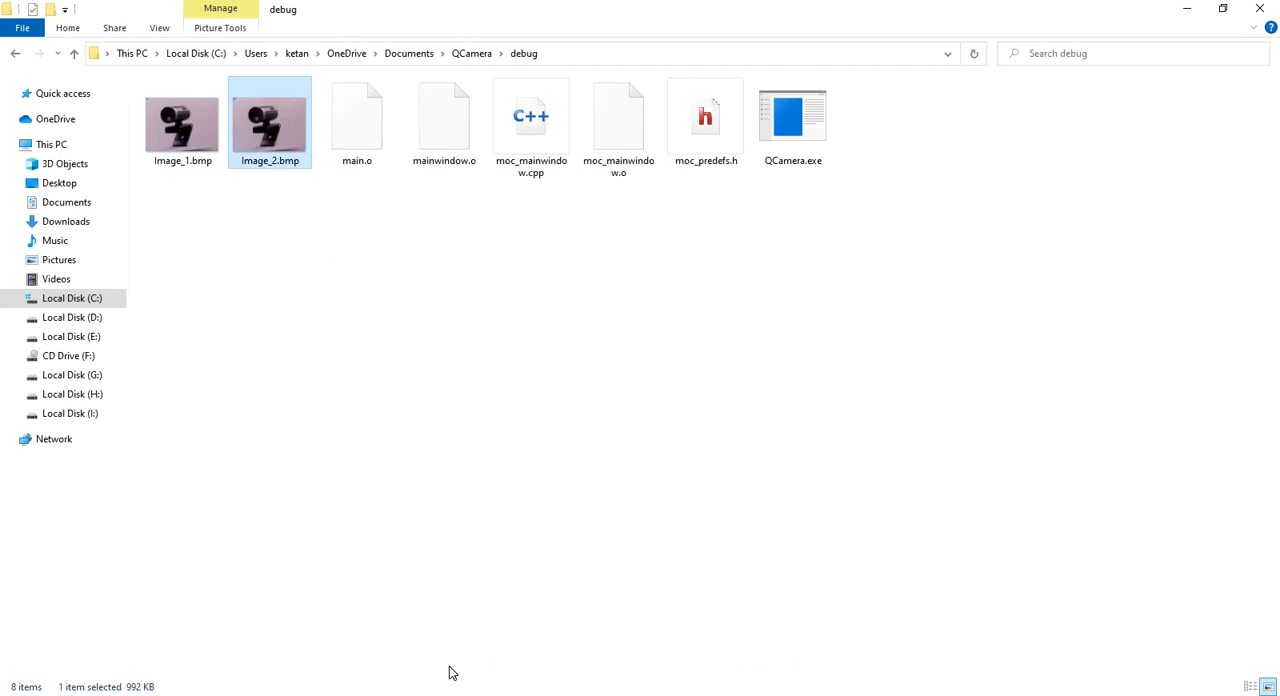 Manage
debug
File
Home
Share
View
Picture Tools
This PC
Local Disk (C:)
Users
ketan
OneDrive
Documents
QCamera
debug
Search debug
Quick access
OneDrive
This PC
3D Objects
Desktop
Documents
Downloads
Music
Pictures
Videos
Local Disk (C:)
Local Disk (D:)
Local Disk (E:)
CD Drive (F:)
Local Disk (G:)
Local Disk (H:)
Local Disk (I:)
Network
Image_1.bmp
Image_2.bmp
main.o
mainwindow.o
C++
moc_mainwindo
w.cpp
moc_mainwindo
w.o
h
moc_predefs.h
QCamera.exe
8 items
1 item selected 992 KB